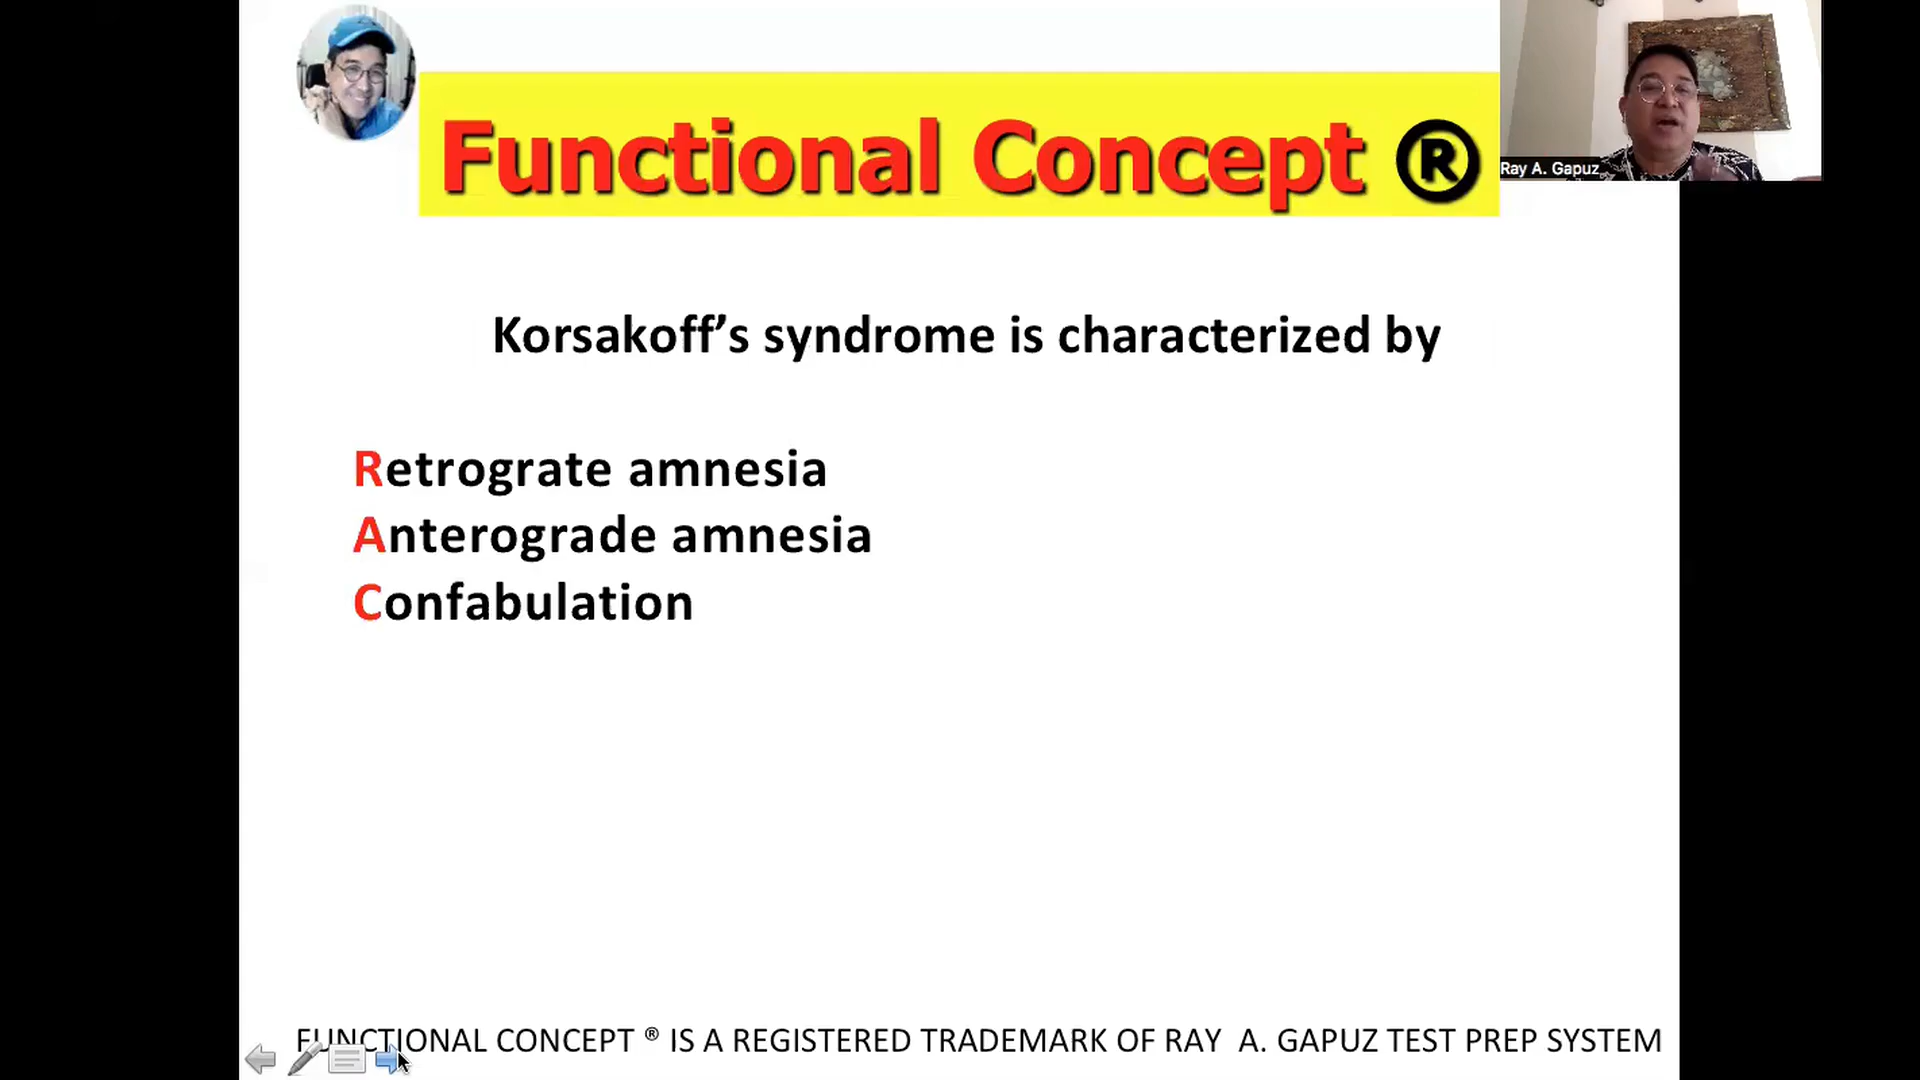 Functional Concept ®
Ray A. Gapuz
Korsakoff’s syndrome is characterized by
Retrograte amnesia
Anterograde amnesia
Confabulation
FUNCTIONAL CONCEPT ® IS A REGISTERED TRADEMARK OF RAY A. GAPUZ TEST PREP SYSTEM